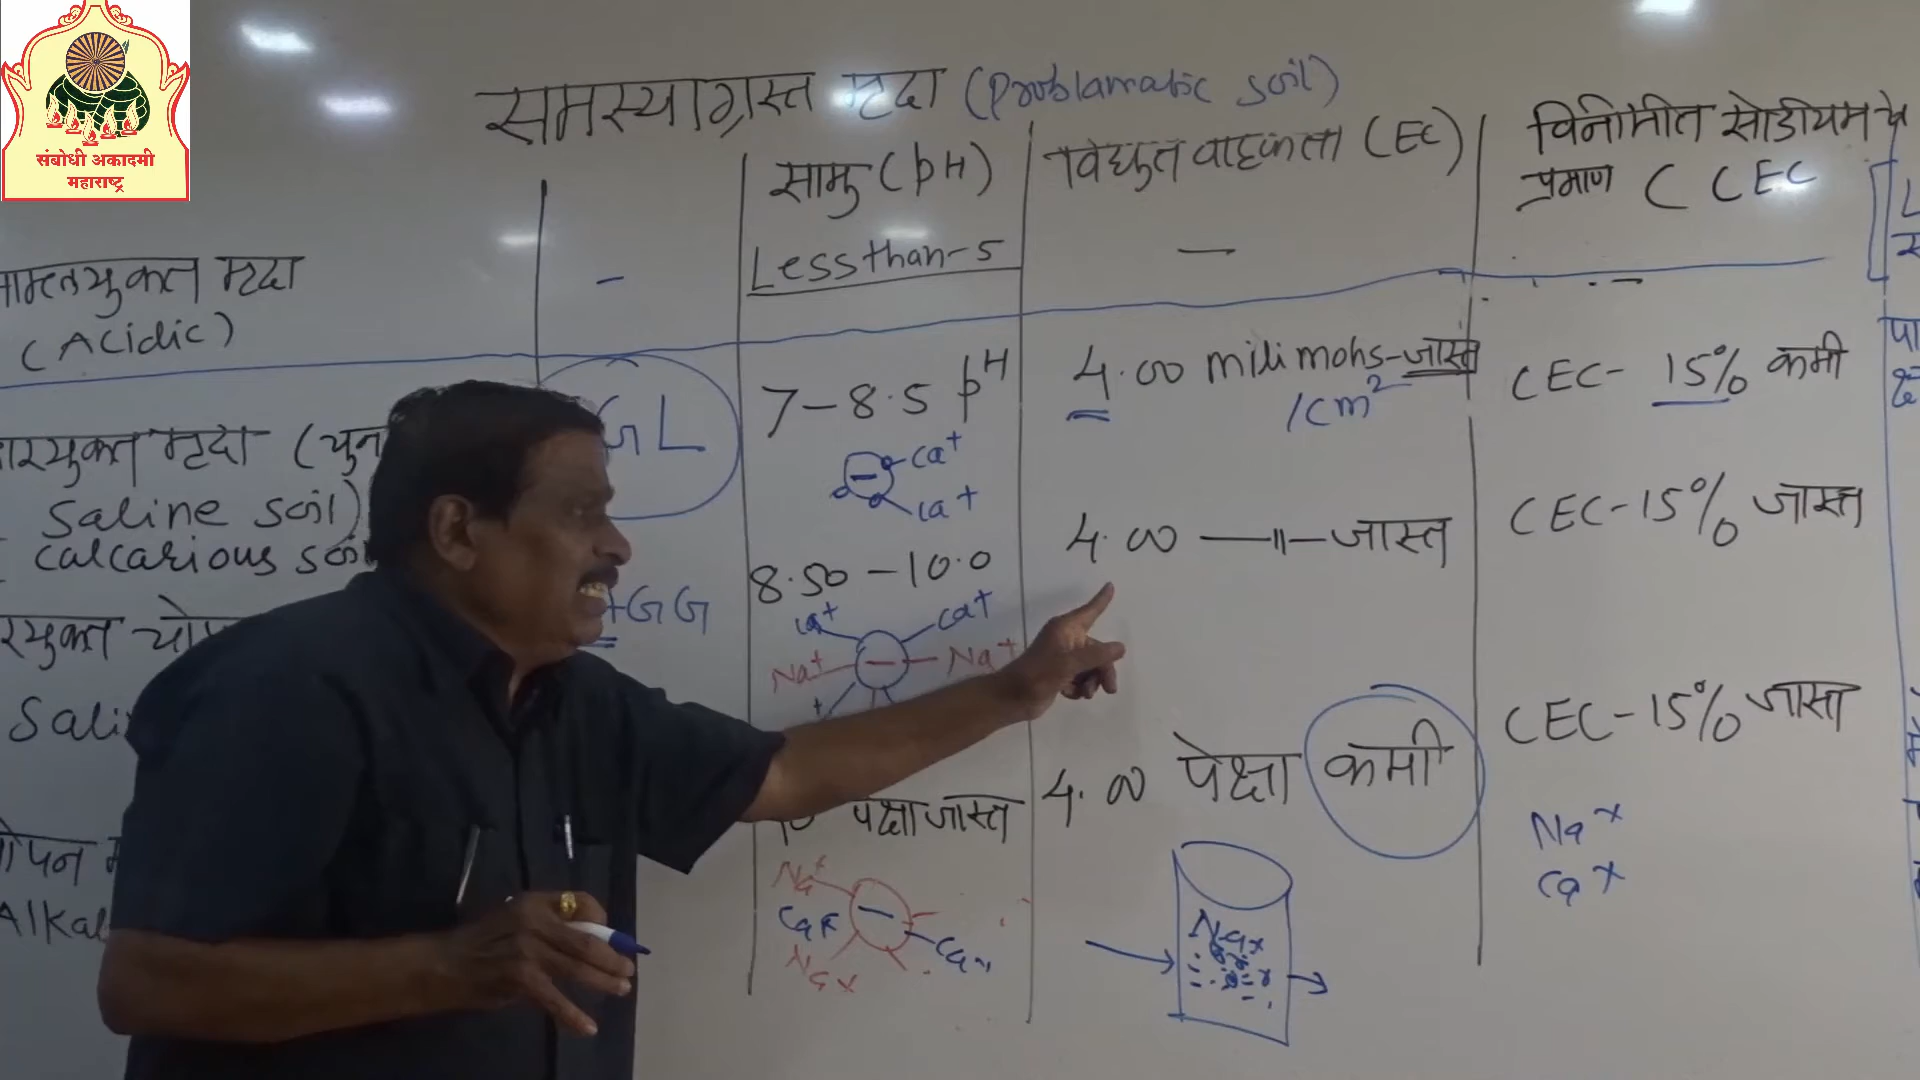 संबोधी अकादमी
महाराष्ट्र
समस्याग्रस्त मृदा (Problamatic soil)
सामु (pH)
विद्युत वाहकता (EC)
विनीमीत सोडीयमचे
प्रमाण ( CEC
आम्लयुक्त मृदा
(Acidic)
-
Less than-5
—
7-8.5 pH
4.00 milimohs-जास्त
/cm²
CEC- 15% कमी
GL
Ca+
Ca+
saline soil)
calcarious soil
8.50-10.0
4.00 —॥— जास्त
CEC-15% जास्त
+GG
Ca+
Ca+
Na+
Na+
+
Sali
पेक्षा जास्त
4.00 पेक्षा कमी
CEC-15% जास्त
Na+
Ca+
Alkal
Na+
Ca+
Na+
Ca+
Na+